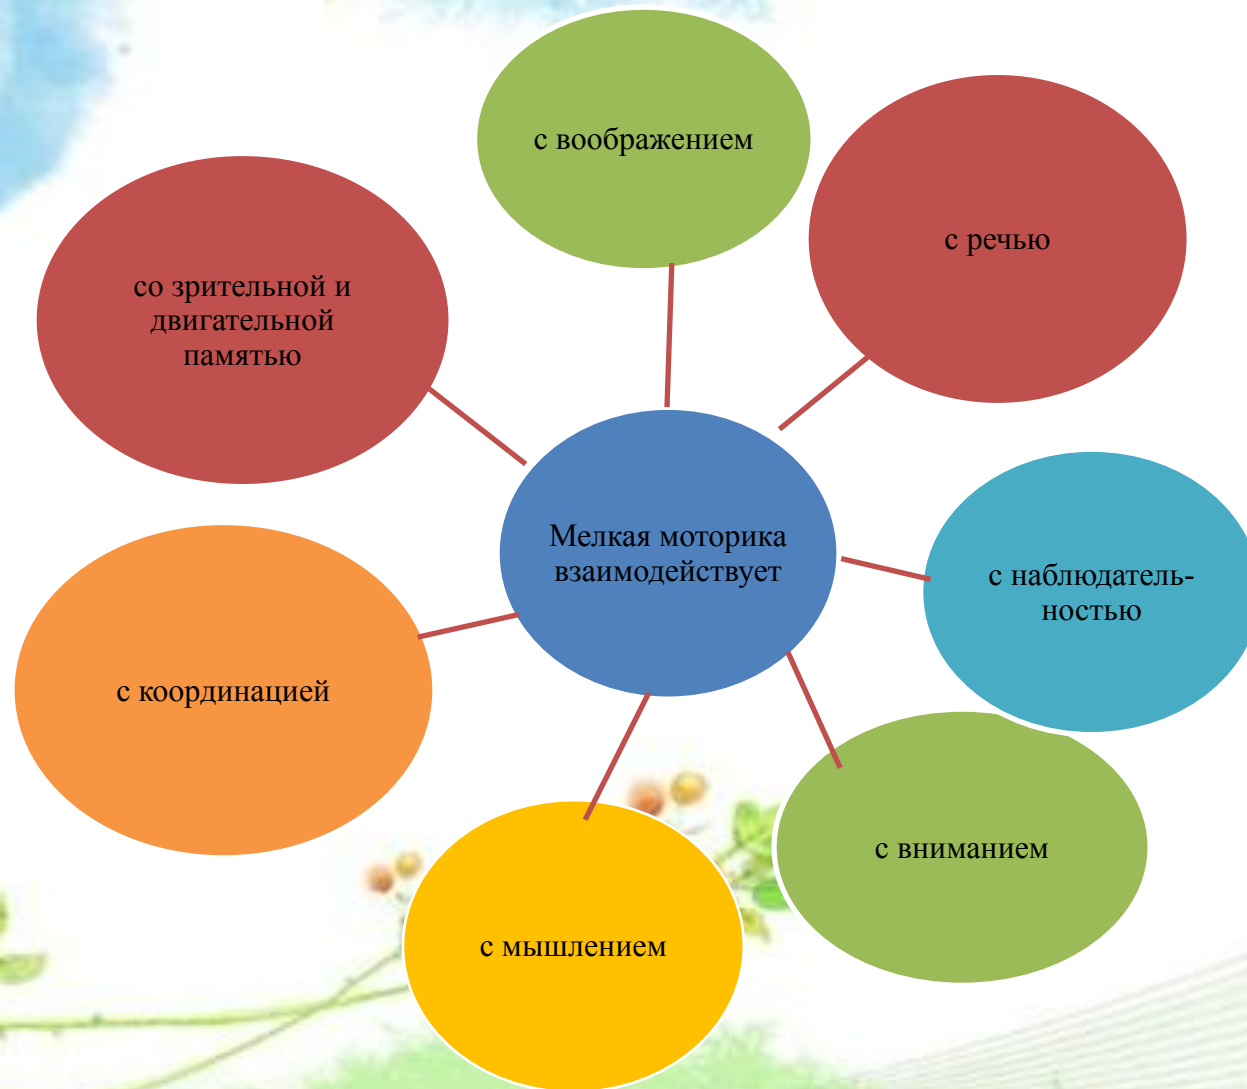 с воображением
с речью
со зрительной и
двигательной
памятью
Мелкая моторика
взаимодействует
с наблюдатель-
ностью
с координацией
с вниманием
с мышлением